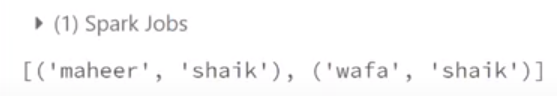 (1) Spark Jobs
[('maheer', 'shaik'), ('wafa', 'shaik')]